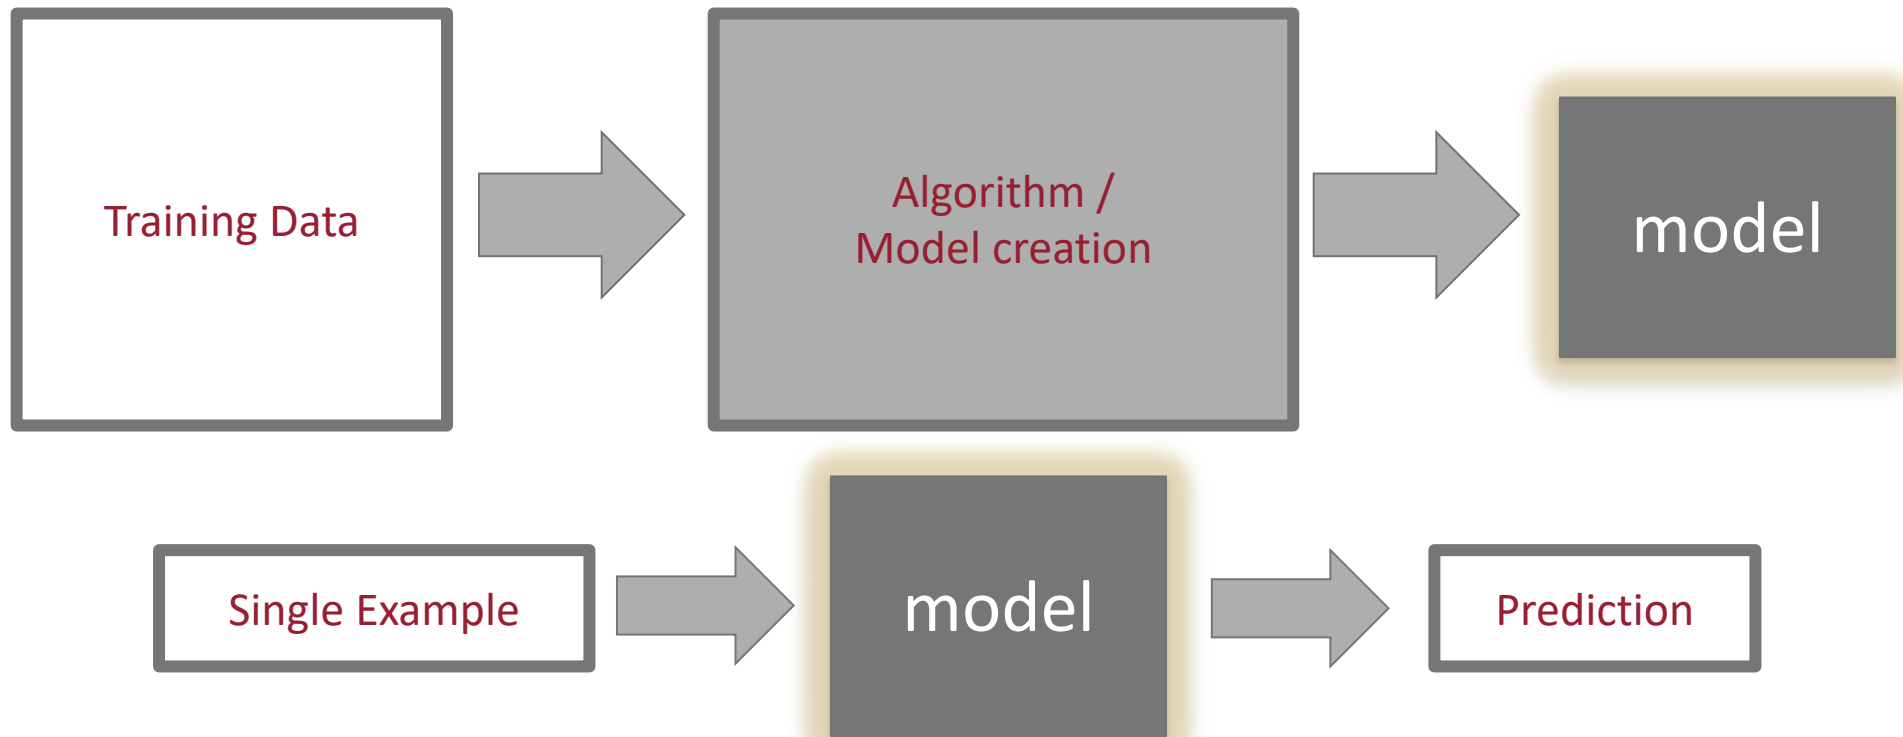 Training Data
Algorithm /
Model creation
model
Single Example
model
Prediction